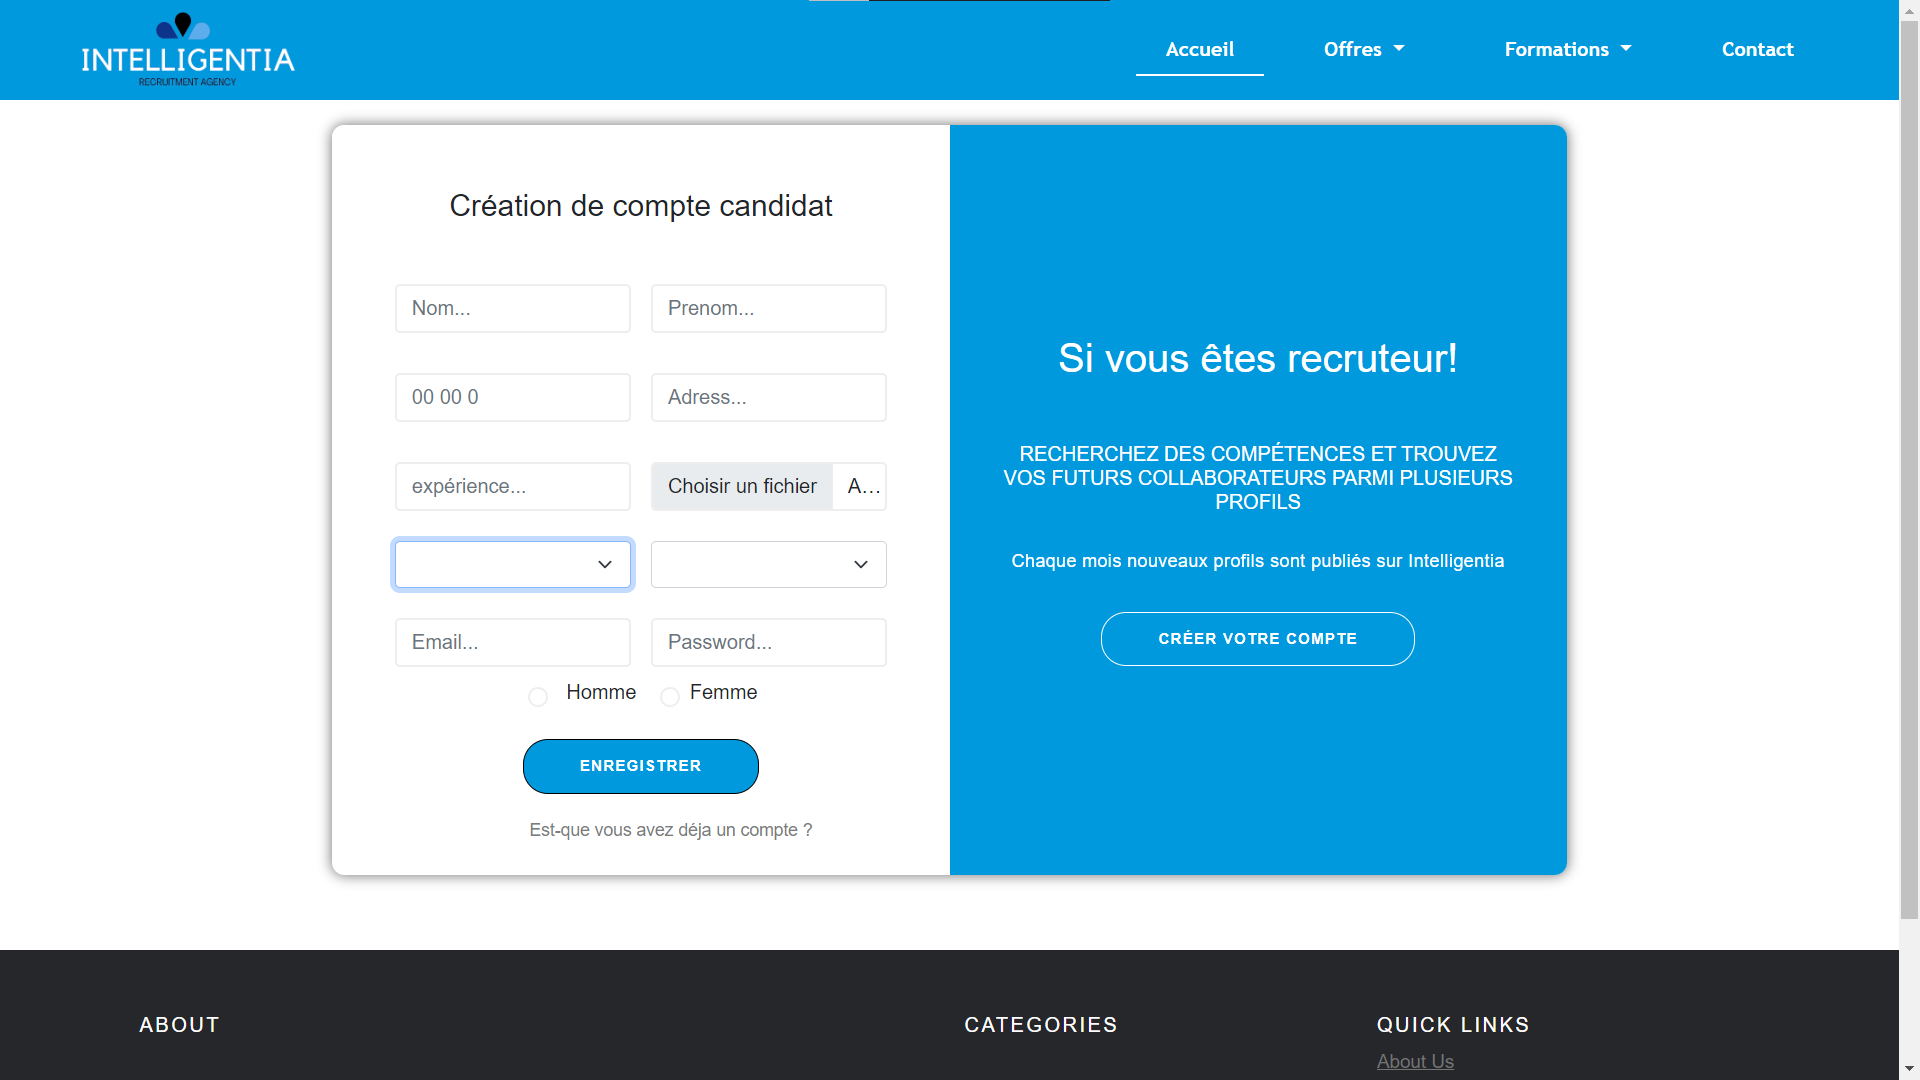 INTELLIGENTIA
RECRUITMENT AGENCY
Accueil
Offres
Formations
Contact
Création de compte candidat
Nom...
Prenom...
00 00 0
Adress...
expérience...
Choisir un fichier
A...
Email...
Password...
Homme
Femme
ENREGISTRER
Est-que vous avez déja un compte ?
Si vous êtes recruteur!
RECHERCHEZ DES COMPÉTENCES ET TROUVEZ
VOS FUTURS COLLABORATEURS PARMI PLUSIEURS
PROFILS
Chaque mois nouveaux profils sont publiés sur Intelligentia
CRÉER VOTRE COMPTE
ABOUT
CATEGORIES
QUICK LINKS
About Us